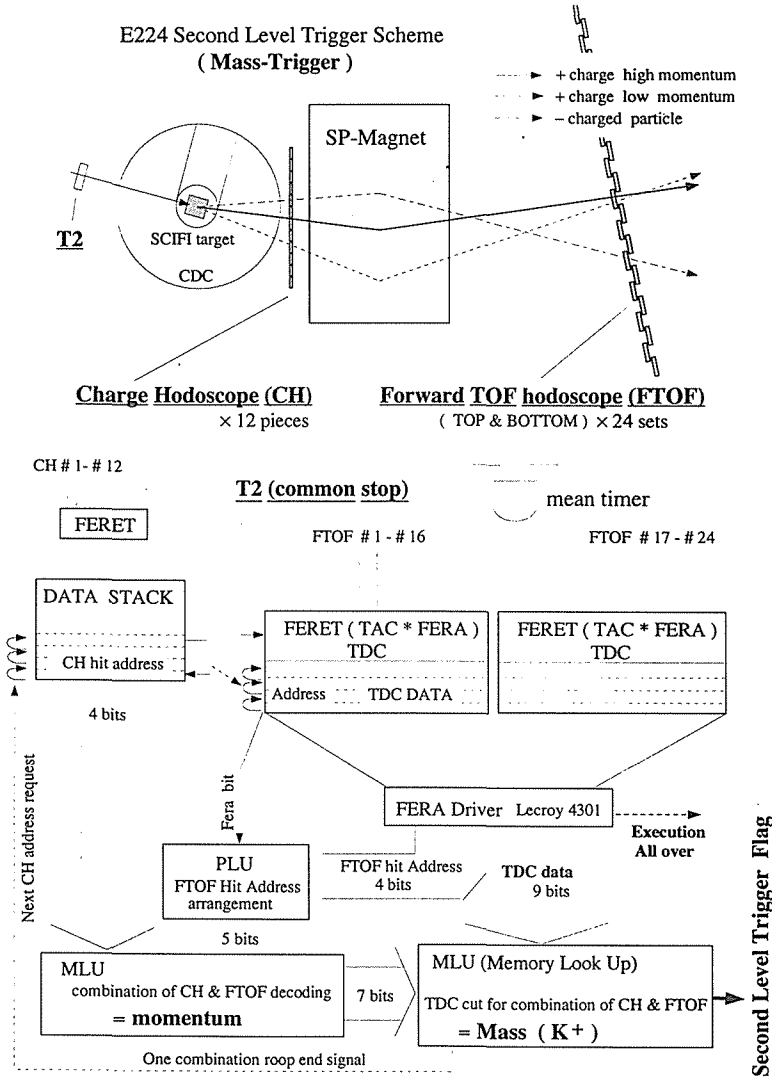 E224 Second Level Trigger Scheme
( Mass-Trigger )
+ charge high momentum
+ charge low momentum
− charged particle
SP-Magnet
T2
SCIFI target
CDC
Charge Hodoscope (CH)
× 12 pieces
Forward TOF hodoscope (FTOF)
( TOP & BOTTOM ) × 24 sets
CH # 1- # 12
T2 (common stop)
mean timer
FERET
FTOF # 1 - # 16
FTOF # 17 - # 24
DATA STACK
CH hit address
4 bits
FERET ( TAC * FERA )
TDC
Address
TDC DATA
FERET ( TAC * FERA )
TDC
Next CH address request
Fera bit
FERA Driver Lecroy 4301
Execution
All over
PLU
FTOF Hit Address
arrangement
FTOF hit Address
4 bits
TDC data
9 bits
5 bits
MLU
combination of CH & FTOF decoding
= momentum
7 bits
MLU (Memory Look Up)
TDC cut for combination of CH & FTOF
= Mass ( K+ )
Second Level Trigger Flag
One combination roop end signal